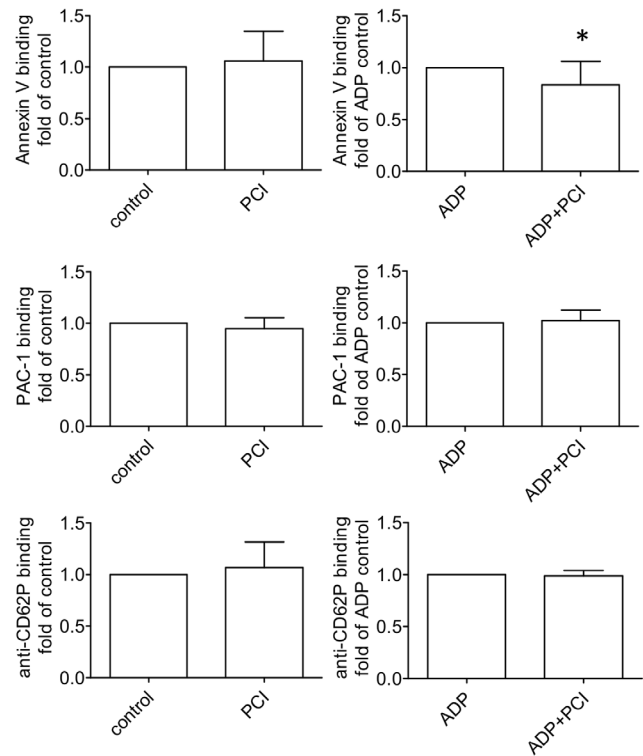 Annexin V binding
fold of control
1.5
1.0
0.5
0.0
control
PCI
Annexin V binding
fold of ADP control
1.5
1.0
0.5
0.0
*
ADP
ADP+PCI
PAC-1 binding
fold of control
1.5
1.0
0.5
0.0
control
PCI
PAC-1 binding
fold od ADP control
1.5
1.0
0.5
0.0
ADP
ADP+PCI
anti-CD62P binding
fold of control
1.5
1.0
0.5
0.0
control
PCI
anti-CD62P binding
fold of ADP control
1.5
1.0
0.5
0.0
ADP
ADP+PCI